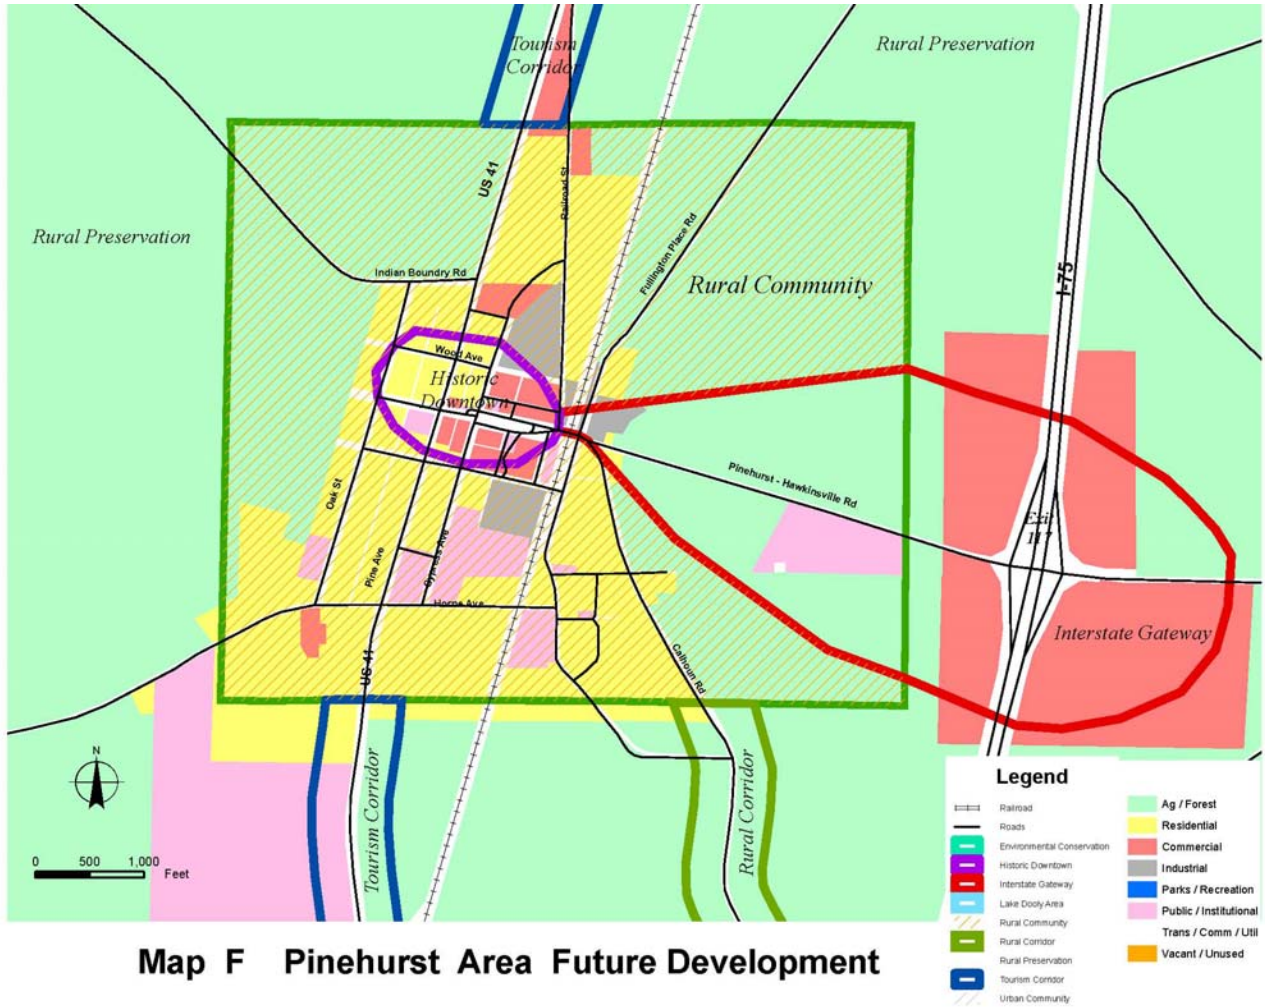 Tourism
Corridor
Rural Preservation
US 41
Railroad St
Rural Preservation
Fullington Place Rd
Indian Boundry Rd
Rural Community
I-75
Wood Ave
Historic
Downtown
Pinehurst - Hawkinsville Rd
Oak St
Exit
117
Pine Ave
Cypress Ave
Horne Ave
Interstate Gateway
US 41
Calhoun Rd
Tourism Corridor
Rural Corridor
N
0 500 1,000
Feet
Legend
Railroad
Roads
Environmental Conservation
Historic Downtown
Interstate Gateway
Lake Dooly Area
Rural Community
Rural Corridor
Rural Preservation
Tourism Corridor
Urban Community
Ag / Forest
Residential
Commercial
Industrial
Parks / Recreation
Public / Institutional
Trans / Comm / Util
Vacant / Unused
Map F Pinehurst Area Future Development